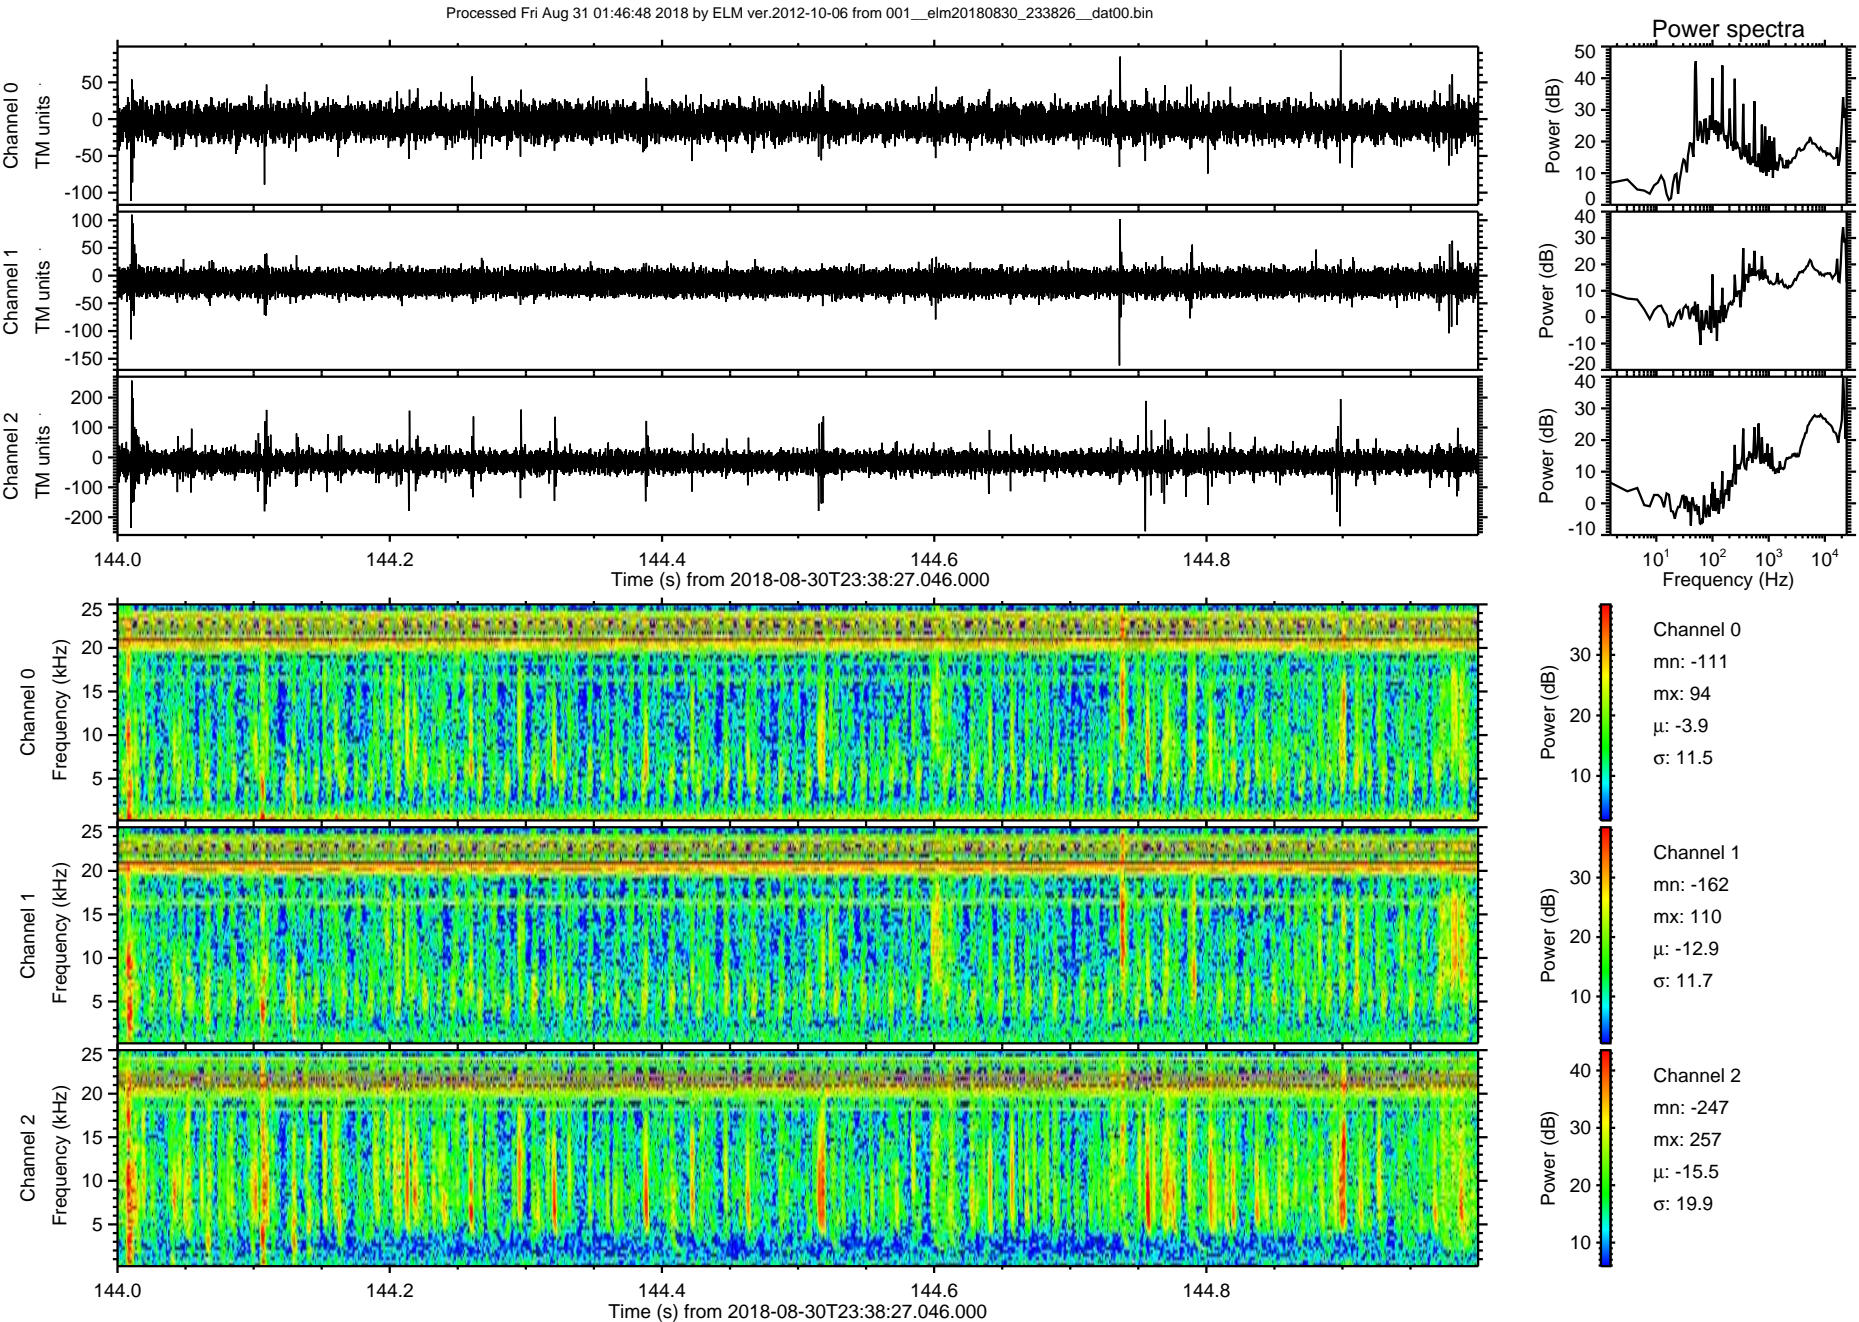 Processed Fri Aug 31 01:46:48 2018 by ELM ver.2012-10-06 from 001__elm20180830_233826__dat00.bin
Power spectra
Channel 0
TM units
50
0
-50
-100
Power (dB)
50
40
30
20
10
0
Channel 1
TM units
100
50
0
-50
-100
-150
Power (dB)
40
30
20
10
0
-10
-20
Channel 2
TM units
200
100
0
-100
-200
Power (dB)
40
30
20
10
0
-10
144.0 144.2 144.4 144.6 144.8
Time (s) from 2018-08-30T23:38:27.046.000
10^1 10^2 10^3 10^4
Frequency (Hz)
Channel 0
Frequency (kHz)
25
20
15
10
5
Power (dB)
30
20
10
Channel 0
mn: -111
mx: 94
μ: -3.9
σ: 11.5
Channel 1
Frequency (kHz)
25
20
15
10
5
Power (dB)
30
20
10
Channel 1
mn: -162
mx: 110
μ: -12.9
σ: 11.7
Channel 2
Frequency (kHz)
25
20
15
10
5
Power (dB)
40
30
20
10
Channel 2
mn: -247
mx: 257
μ: -15.5
σ: 19.9
144.0 144.2 144.4 144.6 144.8
Time (s) from 2018-08-30T23:38:27.046.000